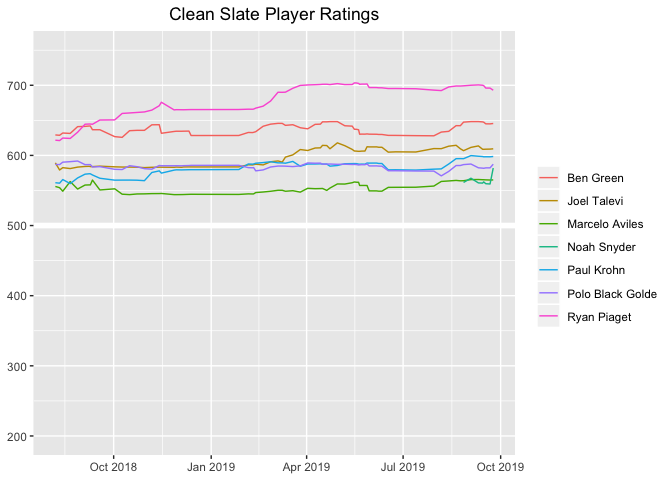 Clean Slate Player Ratings
700
600
500
400
300
200
Oct 2018
Jan 2019
Apr 2019
Jul 2019
Oct 2019
Ben Green
Joel Talevi
Marcelo Aviles
Noah Snyder
Paul Krohn
Polo Black Golde
Ryan Piaget